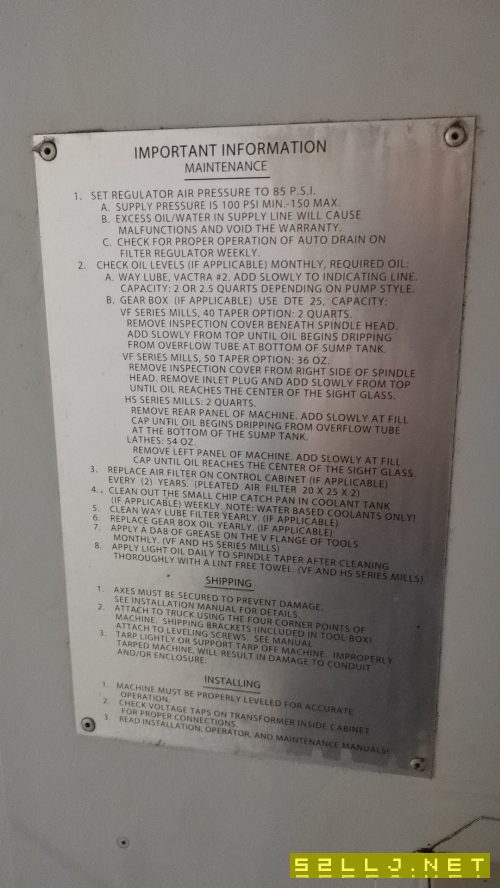 IMPORTANT INFORMATION
MAINTENANCE
1. SET REGULATOR AIR PRESSURE TO 85 P.S.I.
A. SUPPLY PRESSURE IS 100 PSI MIN.-150 MAX.
B. EXCESS OIL/WATER IN SUPPLY LINE WILL CAUSE
MALFUNCTIONS AND VOID THE WARRANTY.
C. CHECK FOR PROPER OPERATION OF AUTO DRAIN ON
FILTER REGULATOR WEEKLY.
2. CHECK OIL LEVELS (IF APPLICABLE) MONTHLY, REQUIRED OIL:
A. WAY LUBE, VACTRA #2. ADD SLOWLY TO INDICATING LINE.
CAPACITY: 2 OR 2.5 QUARTS DEPENDING ON PUMP STYLE.
B. GEAR BOX (IF APPLICABLE) USE DTE 25, CAPACITY:
VF SERIES MILLS, 40 TAPER OPTION: 2 QUARTS.
REMOVE INSPECTION COVER BENEATH SPINDLE HEAD.
ADD SLOWLY FROM TOP UNTIL OIL BEGINS DRIPPING
FROM OVERFLOW TUBE AT BOTTOM OF SUMP TANK.
VF SERIES MILLS, 50 TAPER OPTION: 36 OZ.
REMOVE INSPECTION COVER FROM RIGHT SIDE OF SPINDLE
HEAD. REMOVE INLET PLUG AND ADD SLOWLY FROM TOP
UNTIL OIL REACHES THE CENTER OF THE SIGHT GLASS.
HS SERIES MILLS: 2 QUARTS.
REMOVE REAR PANEL OF MACHINE. ADD SLOWLY AT FILL
CAP UNTIL OIL BEGINS DRIPPING FROM OVERFLOW TUBE
AT THE BOTTOM OF THE SUMP TANK.
LATHES: 54 OZ.
REMOVE LEFT PANEL OF MACHINE. ADD SLOWLY AT FILL
CAP UNTIL OIL REACHES THE CENTER OF THE SIGHT GLASS.
3. REPLACE AIR FILTER ON CONTROL CABINET (IF APPLICABLE)
EVERY (2) YEARS. (PLEATED AIR FILTER 20 X 25 X 2)
4. CLEAN OUT THE SMALL CHIP CATCH PAN IN COOLANT TANK
(IF APPLICABLE) WEEKLY. NOTE: WATER BASED COOLANTS ONLY!
5. CLEAN WAY LUBE FILTER YEARLY. (IF APPLICABLE)
6. REPLACE GEAR BOX OIL YEARLY. (IF APPLICABLE)
7. APPLY A DAB OF GREASE ON THE V FLANGE OF TOOLS
MONTHLY. (VF AND HS SERIES MILLS)
8. APPLY LIGHT OIL DAILY TO SPINDLE TAPER AFTER CLEANING
THOROUGHLY WITH A LINT FREE TOWEL. (VF AND HS SERIES MILLS)
SHIPPING
1. AXES MUST BE SECURED TO PREVENT DAMAGE.
SEE INSTALLATION MANUAL FOR DETAILS.
2. ATTACH TO TRUCK USING THE FOUR CORNER POINTS OF
MACHINE. SHIPPING BRACKETS (INCLUDED IN TOOL BOX)
ATTACH TO LEVELING SCREWS. SEE MANUAL
3. TARP LIGHTLY OR SUPPORT TARP OFF MACHINE. IMPROPERLY
TARPED MACHINE, WILL RESULT IN DAMAGE TO CONDUIT
AND/OR ENCLOSURE.
INSTALLING
1. MACHINE MUST BE PROPERLY LEVELED FOR ACCURATE
OPERATION.
2. CHECK VOLTAGE TAPS ON TRANSFORMER INSIDE CABINET
FOR PROPER CONNECTIONS.
3. READ INSTALLATION, OPERATOR, AND MAINTENANCE MANUALS!
52LLJ.NET